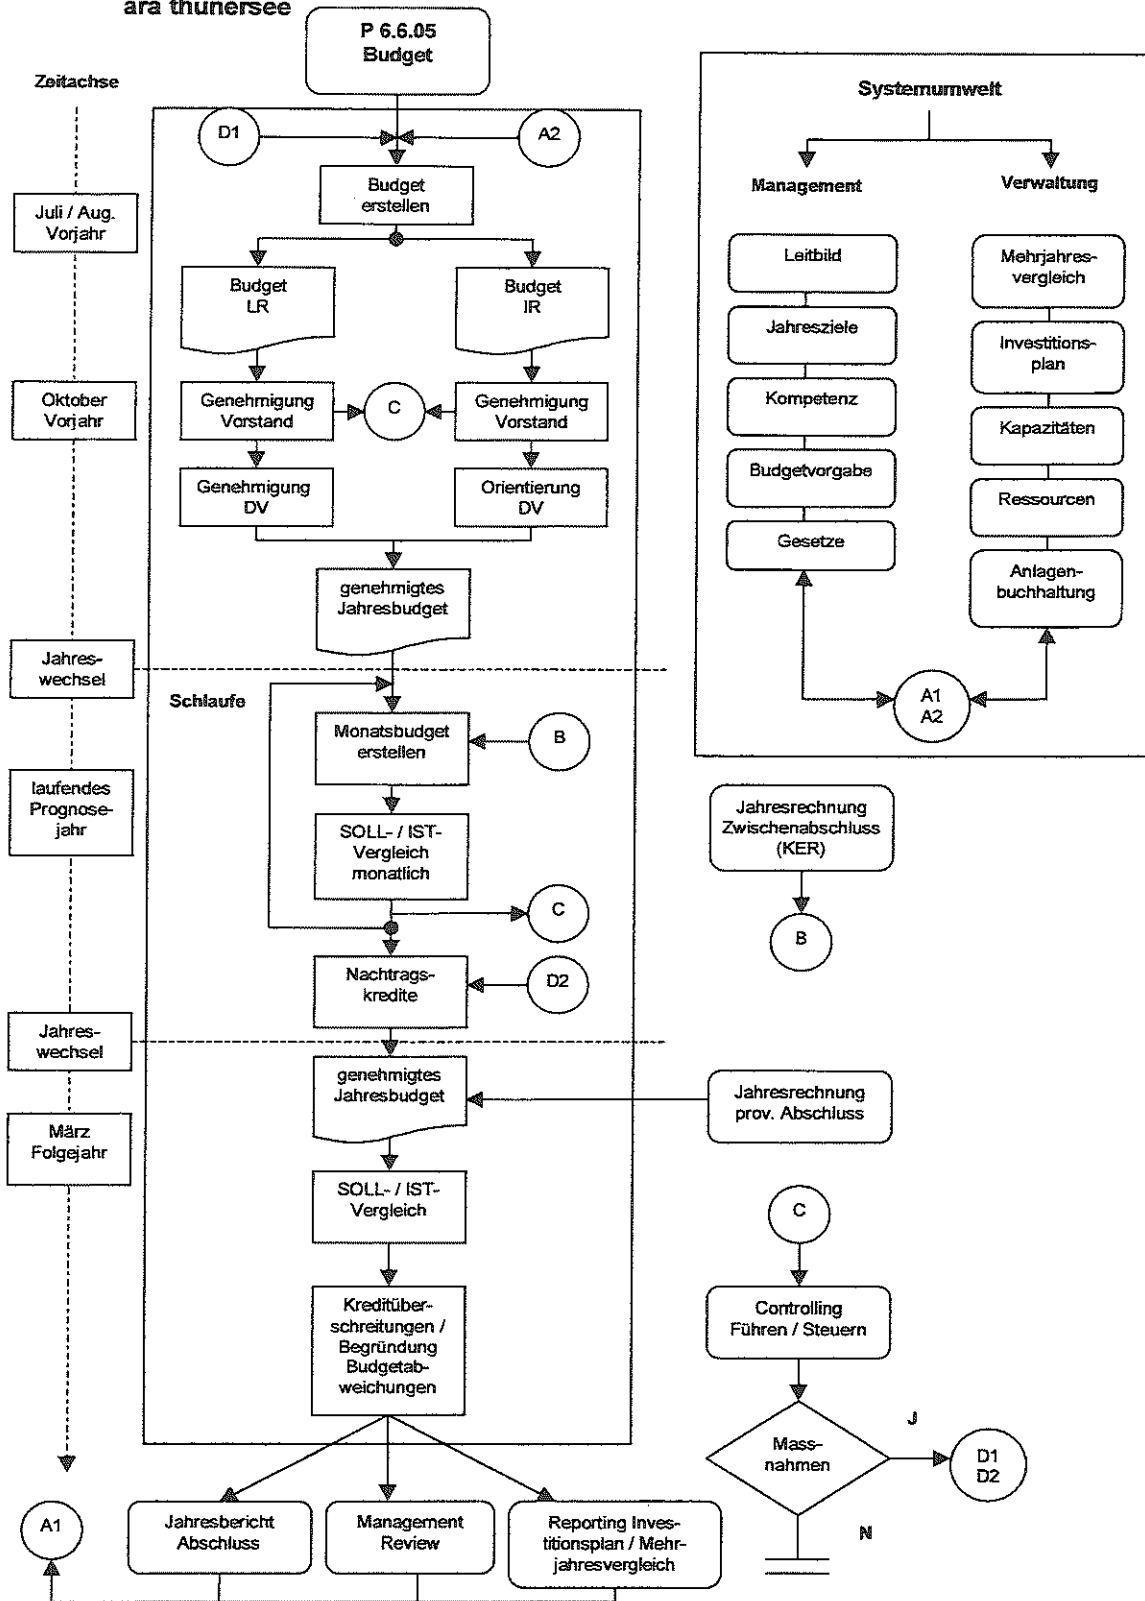 ara thunersee
P 6.6.05
Budget
Zeitachse
Systemumwelt
D1
A2
Management
Verwaltung
Budget
erstellen
Juli / Aug.
Vorjahr
Leitbild
Mehrjahres-
vergleich
Budget
LR
Budget
IR
Jahresziele
Investitions-
plan
Oktober
Vorjahr
Genehmigung
Vorstand
C
Genehmigung
Vorstand
Kompetenz
Kapazitäten
Genehmigung
DV
Orientierung
DV
Budgetvorgabe
Ressourcen
Gesetze
Anlagen-
buchhaltung
genehmigtes
Jahresbudget
Jahres-
wechsel
Schlaufe
A1
A2
Monatsbudget
erstellen
B
laufendes
Prognose-
jahr
Jahresrechnung
Zwischenabschluss
(KER)
SOLL- / IST-
Vergleich
monatlich
C
B
Nachtrags-
kredite
D2
Jahres-
wechsel
genehmigtes
Jahresbudget
Jahresrechnung
prov. Abschluss
März
Folgejahr
SOLL- / IST-
Vergleich
C
Kreditüber-
schreitungen /
Begründung
Budgetab-
weichungen
Controlling
Führen / Steuern
J
Mass-
nahmen
D1
D2
N
A1
Jahresbericht
Abschluss
Management
Review
Reporting Inves-
titionsplan / Mehr-
jahresvergleich